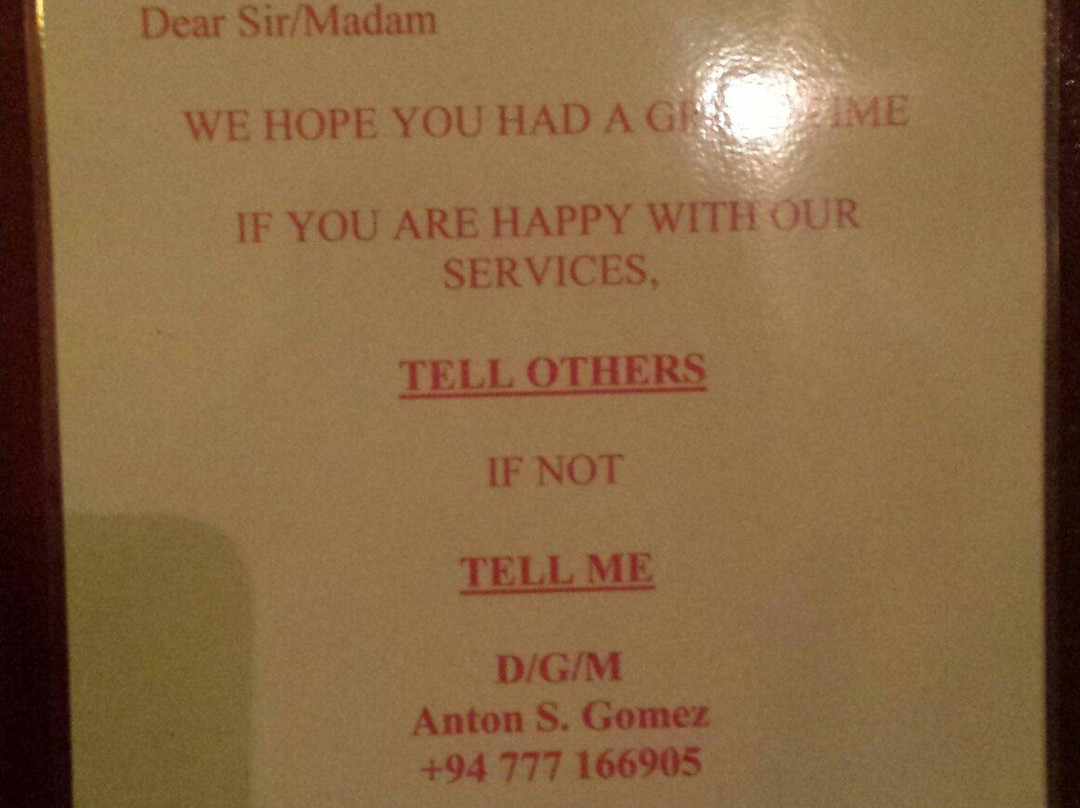 Dear Sir/Madam
WE HOPE YOU HAD A TIME
IF YOU ARE HAPPY WITH OUR
SERVICES,
TELL OTHERS
IF NOT
TELL ME
D/G/M
Anton S. Gomez
+94 777 166905